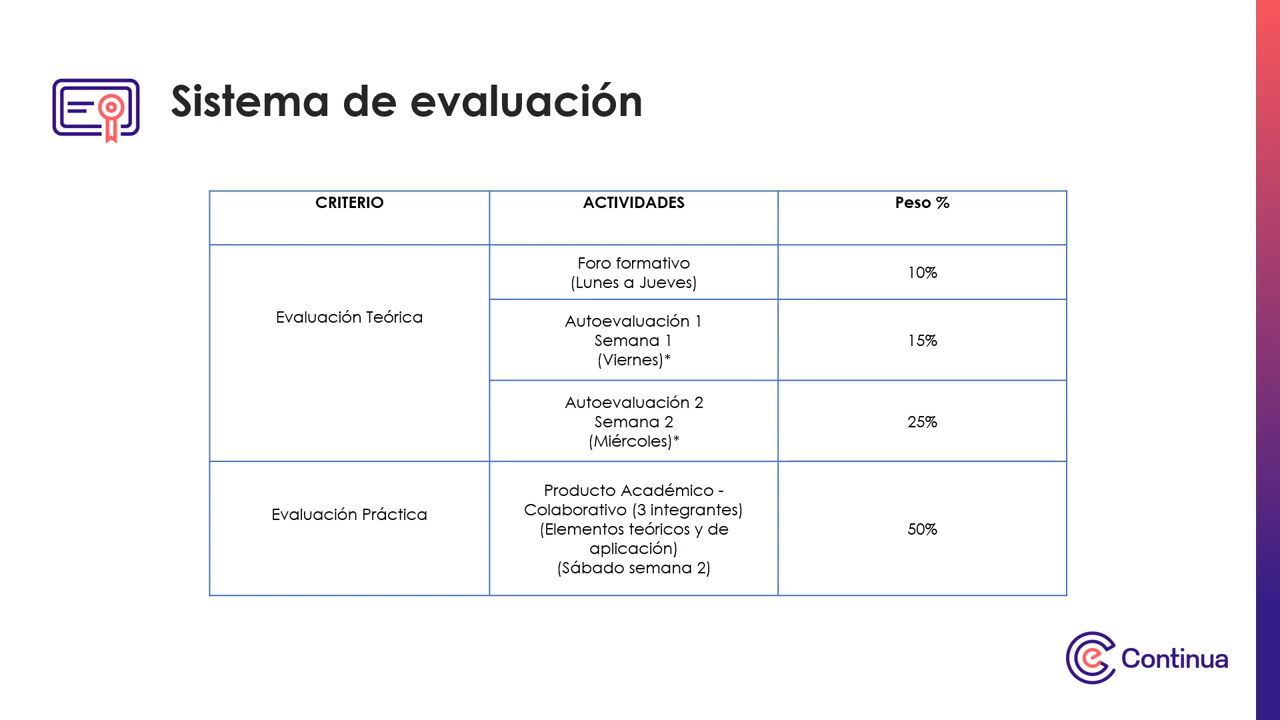 Sistema de evaluación
CRITERIO
ACTIVIDADES
Peso %
Evaluación Teórica
Foro formativo
(Lunes a Jueves)
10%
Autoevaluación 1
Semana 1
(Viernes)*
15%
Autoevaluación 2
Semana 2
(Miércoles)*
25%
Evaluación Práctica
Producto Académico -
Colaborativo (3 integrantes)
(Elementos teóricos y de
aplicación)
(Sábado semana 2)
50%
Continua